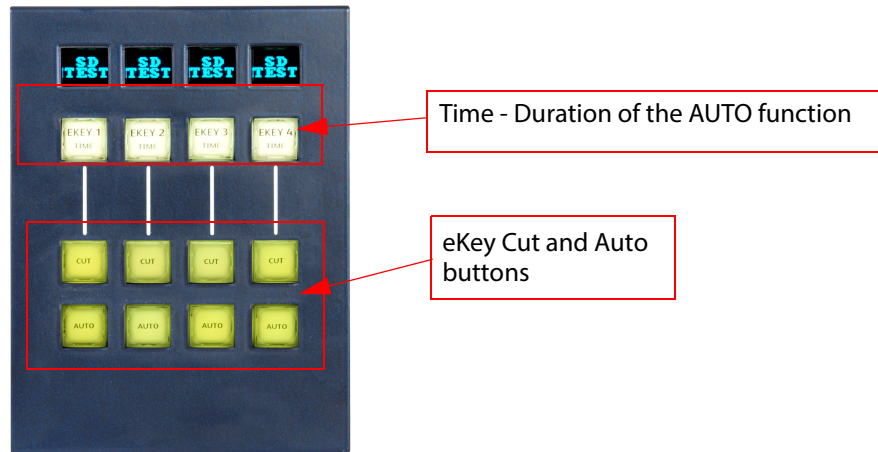 SD TEST SD TEST SD TEST SD TEST
EKEY 1 TIME EKEY 2 TIME EKEY 3 TIME EKEY 4 TIME
Time - Duration of the AUTO function
CUT CUT CUT CUT
eKey Cut and Auto
buttons
AUTO AUTO AUTO AUTO